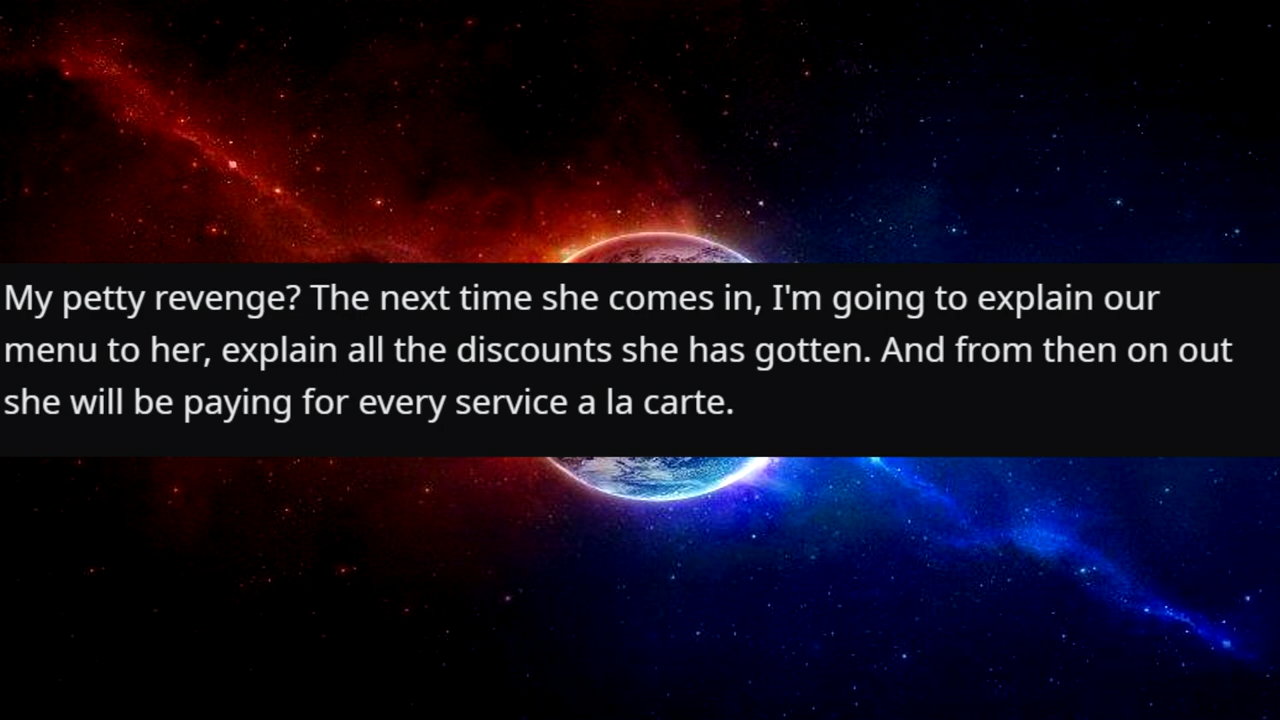 My petty revenge? The next time she comes in, I'm going to explain our
menu to her, explain all the discounts she has gotten. And from then on out
she will be paying for every service a la carte.